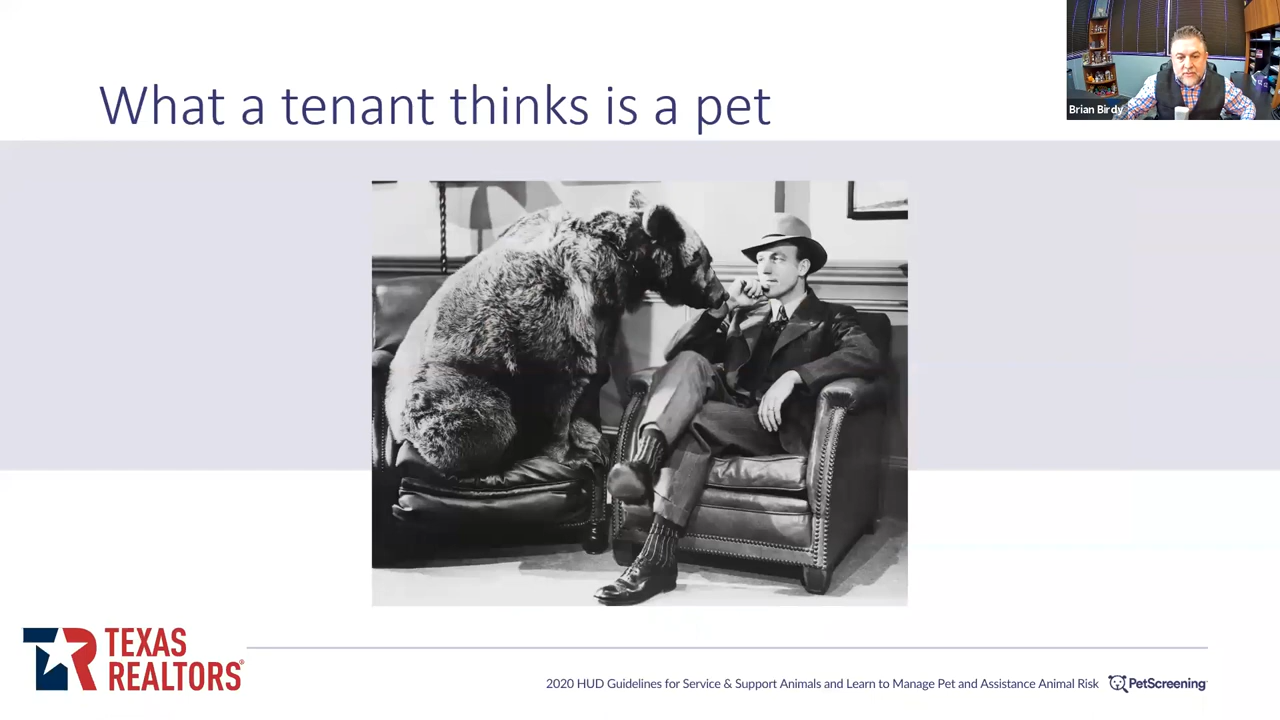 What a tenant thinks is a pet
Brian Birdy
TEXAS
REALTORS®
2020 HUD Guidelines for Service & Support Animals and Learn to Manage Pet and Assistance Animal Risk
PetScreening